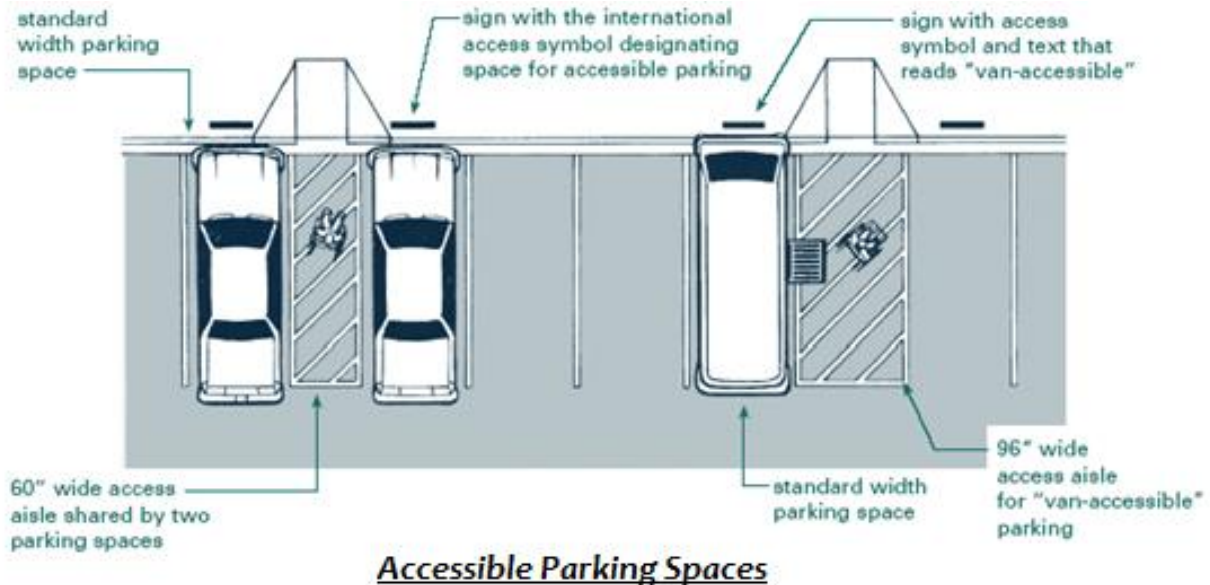 standard
width parking
space
sign with the international
access symbol designating
space for accessible parking
sign with access
symbol and text that
reads "van-accessible"
60" wide access
aisle shared by two
parking spaces
standard width
parking space
96" wide
access aisle
for "van-accessible"
parking
Accessible Parking Spaces